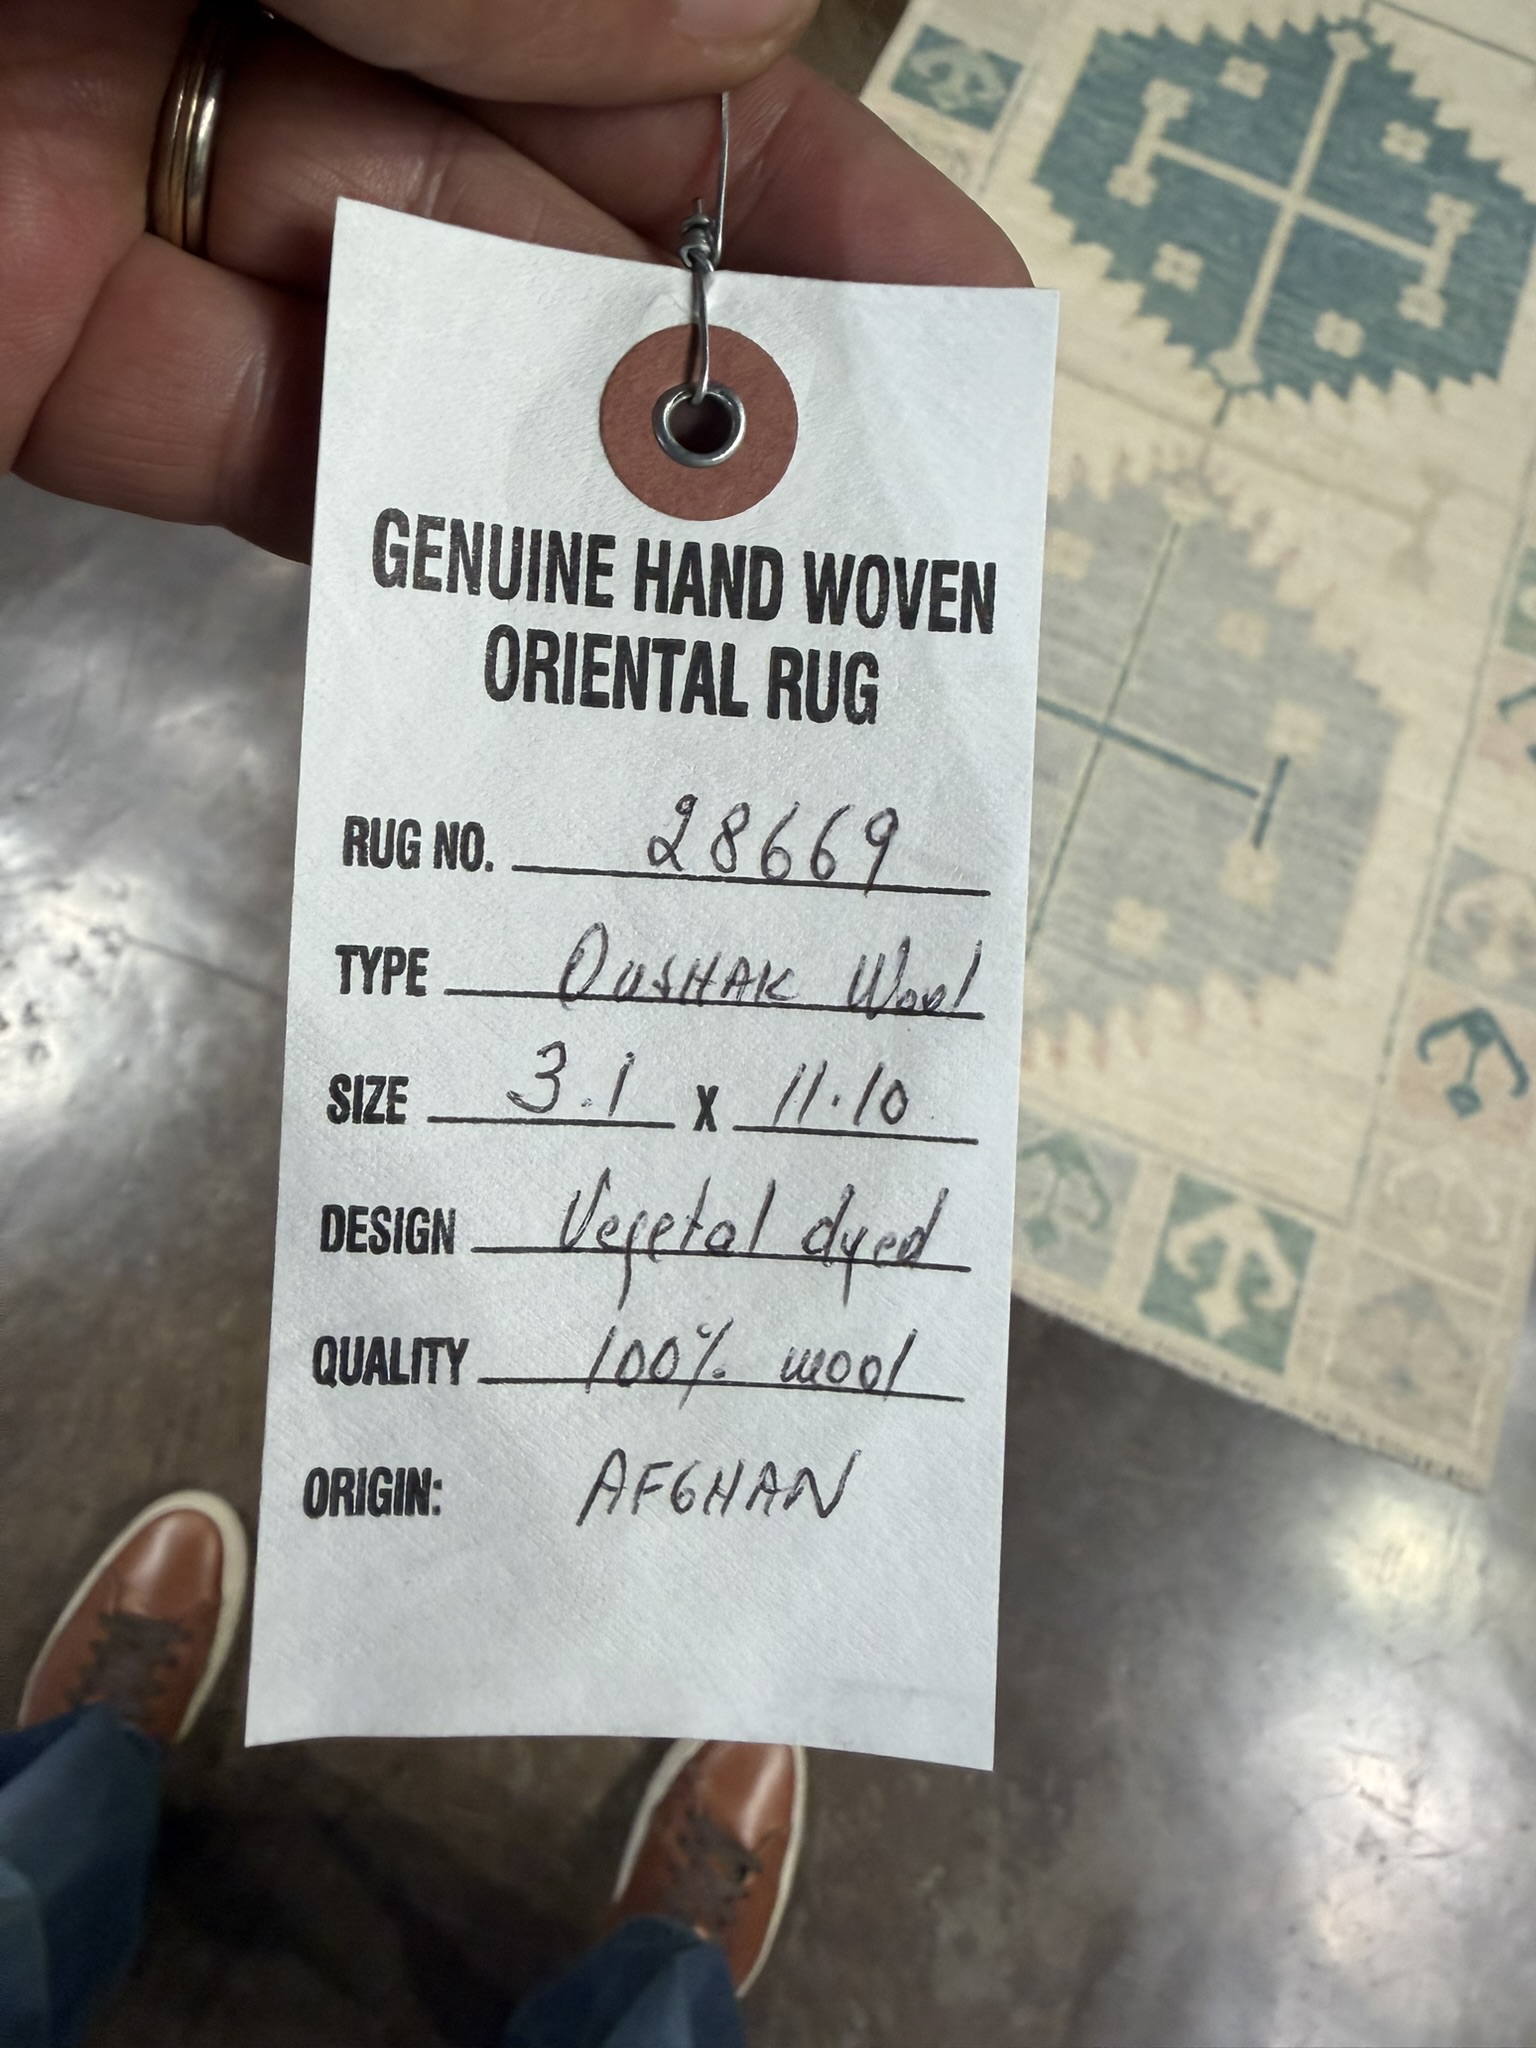 GENUINE HAND WOVEN
ORIENTAL RUG
RUG NO. 28669
TYPE OUSHAK Wool
SIZE 3.1 X 11.10
DESIGN Vegetal dyed
QUALITY 100% wool
ORIGIN: AFGHAN